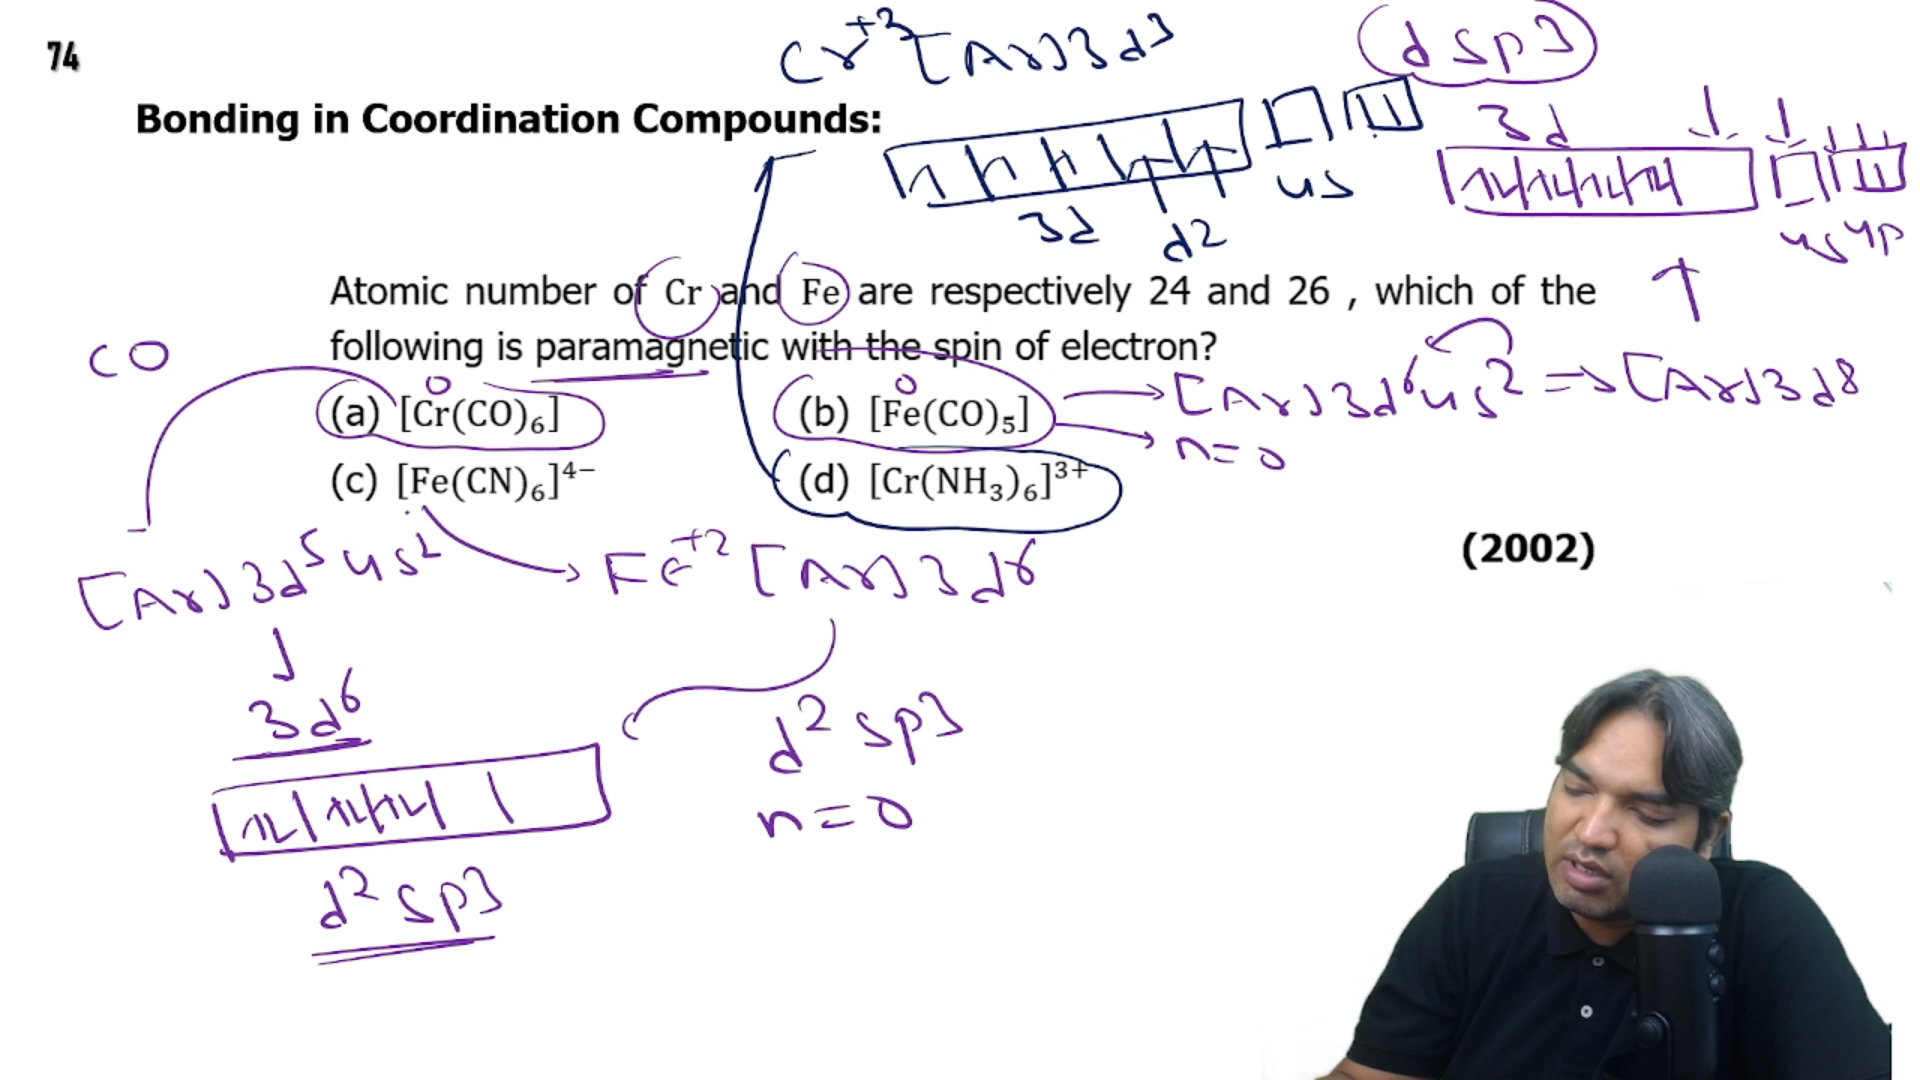 74
Cr+3 [Ar]3d3
dsp3
Bonding in Coordination Compounds:
3d
3d
d2
4s
4s
4p
Atomic number of Cr and Fe are respectively 24 and 26 , which of the
following is paramagnetic with the spin of electron?
CO
0
0
(a) [Cr(CO)6]
(b) [Fe(CO)5]
[Ar]3d6 4s2 => [Ar]3d8
n=0
(c) [Fe(CN)6]4−
(d) [Cr(NH3)6]3+
(2002)
[Ar]3d5 4s2
Fe+2 [Ar]3d6
3d6
d2sp3
n=0
d2sp3